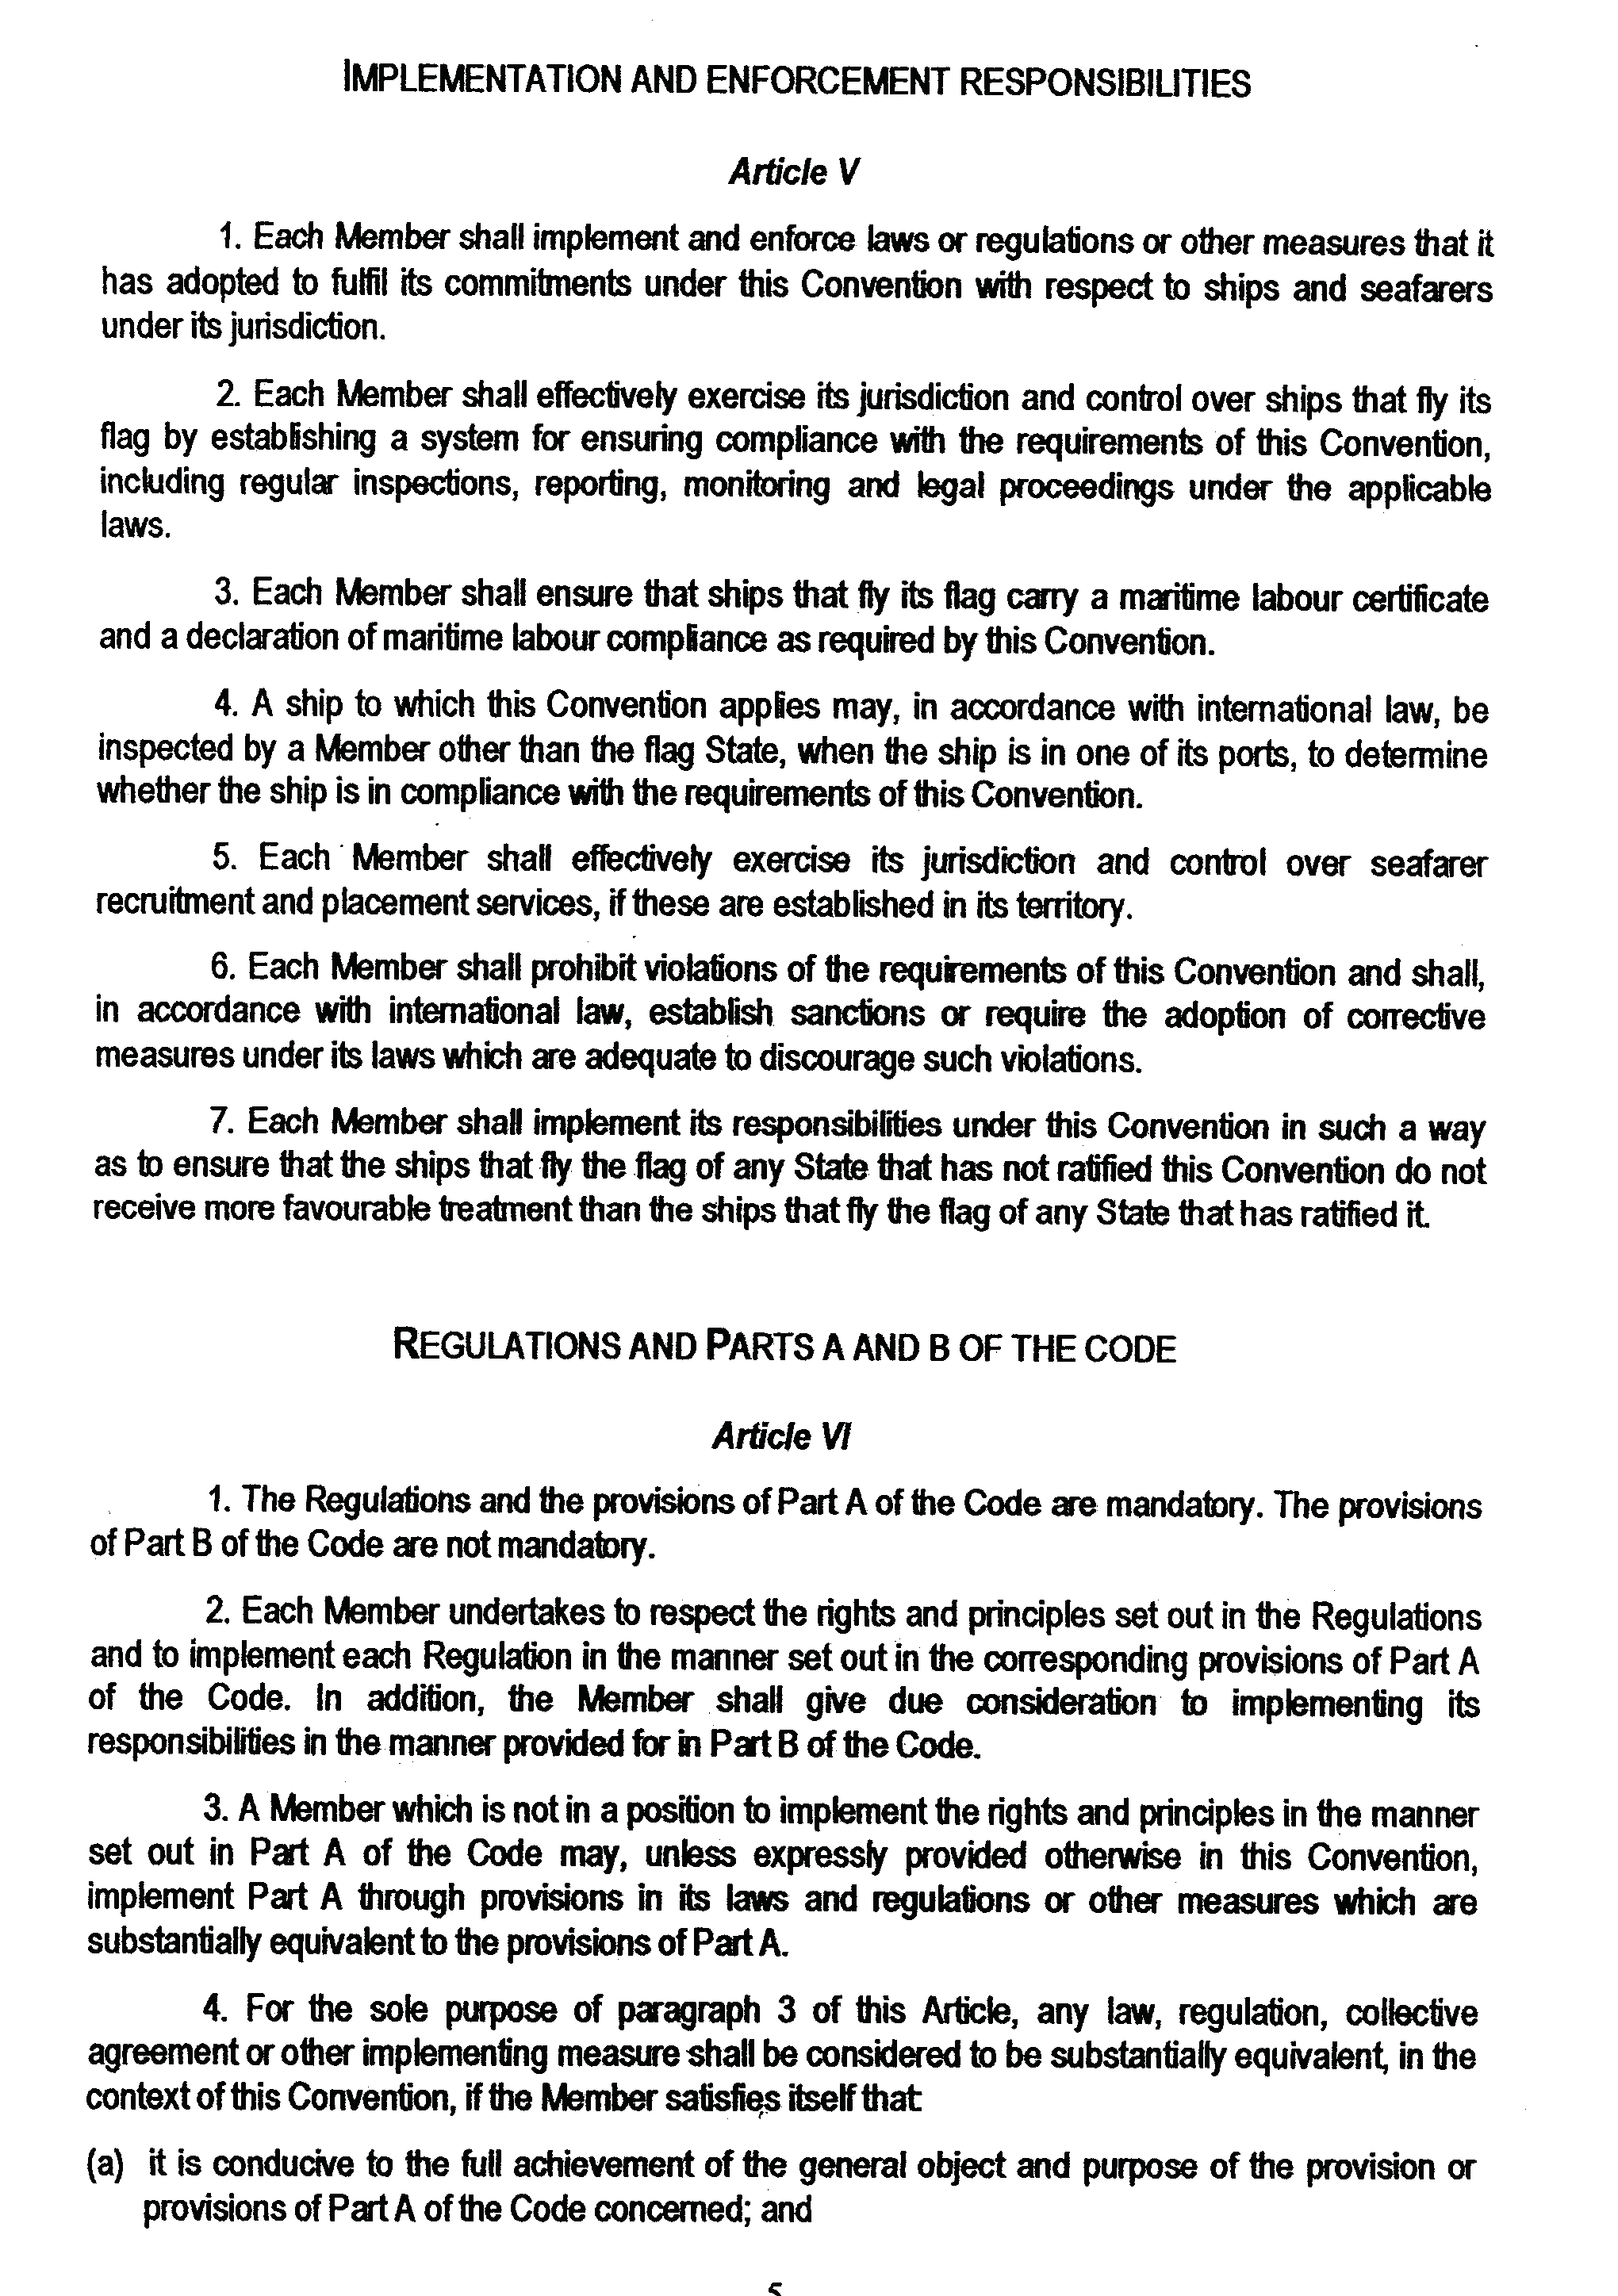 IMPLEMENTATION AND ENFORCEMENT RESPONSIBILITIES
Article V
1. Each Member shall implement and enforce laws or regulations or other measures that it
has adopted to fulfil its commitments under this Convention with respect to ships and seafarers
under its jurisdiction.
2. Each Member shall effectively exercise its jurisdiction and control over ships that fly its
flag by establishing a system for ensuring compliance with the requirements of this Convention,
including regular inspections, reporting, monitoring and legal proceedings under the applicable
laws.
3. Each Member shall ensure that ships that fly its flag carry a maritime labour certificate
and a declaration of maritime labour compliance as required by this Convention.
4. A ship to which this Convention applies may, in accordance with international law, be
inspected by a Member other than the flag State, when the ship is in one of its ports, to determine
whether the ship is in compliance with the requirements of this Convention.
5. Each Member shall effectively exercise its jurisdiction and control over seafarer
recruitment and placement services, if these are established in its territory.
6. Each Member shall prohibit violations of the requirements of this Convention and shall,
in accordance with international law, establish sanctions or require the adoption of corrective
measures under its laws which are adequate to discourage such violations.
7. Each Member shall implement its responsibilities under this Convention in such a way
as to ensure that the ships that fly the flag of any State that has not ratified this Convention do not
receive more favourable treatment than the ships that fly the flag of any State that has ratified it.
REGULATIONS AND PARTS A AND B OF THE CODE
Article VI
1. The Regulations and the provisions of Part A of the Code are mandatory. The provisions
of Part B of the Code are not mandatory.
2. Each Member undertakes to respect the rights and principles set out in the Regulations
and to implement each Regulation in the manner set out in the corresponding provisions of Part A
of the Code. In addition, the Member shall give due consideration to implementing its
responsibilities in the manner provided for in Part B of the Code.
3. A Member which is not in a position to implement the rights and principles in the manner
set out in Part A of the Code may, unless expressly provided otherwise in this Convention,
implement Part A through provisions in its laws and regulations or other measures which are
substantially equivalent to the provisions of Part A.
4. For the sole purpose of paragraph 3 of this Article, any law, regulation, collective
agreement or other implementing measure shall be considered to be substantially equivalent, in the
context of this Convention, if the Member satisfies itself that:
(a) it is conducive to the full achievement of the general object and purpose of the provision or
provisions of Part A of the Code concerned; and
5